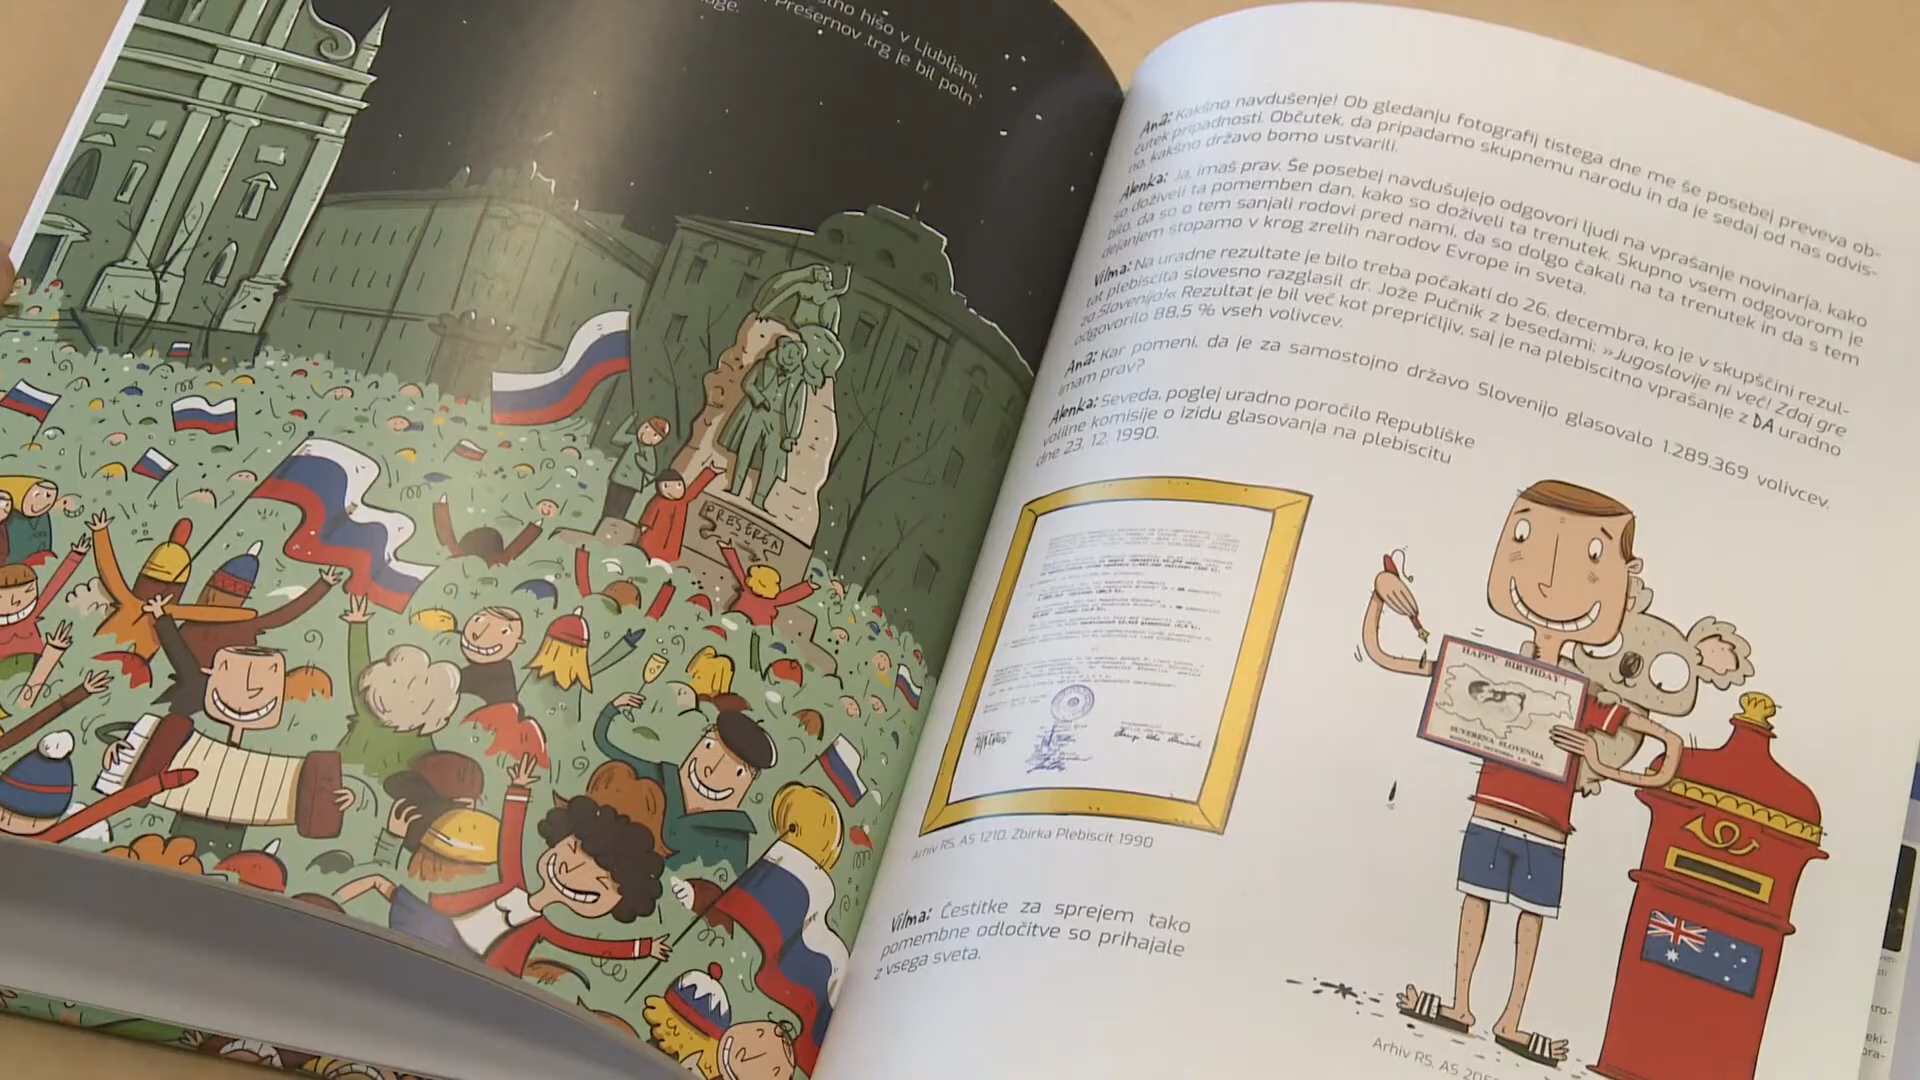 hišo v Ljubljani,
Prešernov trg je bil poln
PREŠEREN
Ana: Kakšno navdušenje! Ob gledanju fotografij tistega dne me še posebej preveva ob-
čutek pripadnosti. Občutek, da pripadamo skupnemu narodu in da je sedaj od nas odvis-
no, kakšno državo bomo ustvarili.
Alenka: Ja, imaš prav. Še posebej navdušujejo odgovori ljudi na vprašanje novinarja, kako
so doživeli ta pomemben dan, kako so doživeli ta trenutek. Skupno vsem odgovorom je
bilo, da so o tem sanjali rodovi pred nami, da so dolgo čakali na ta trenutek in da s tem
dejanjem stopamo v krog zrelih narodov Evrope in sveta.
Vilma: Na uradne rezultate je bilo treba počakati do 26. decembra, ko je v skupščini rezul-
tat plebiscita slovesno razglasil dr. Jože Pučnik z besedami: »Jugoslovije ni več! Zdaj gre
za Slovenijo!« Rezultat je bil več kot prepričljiv, saj je na plebiscitno vprašanje z DA uradno
odgovorilo 88,5 % vseh volivcev.
Ana: Kar pomeni, da je za samostojno državo Slovenijo glasovalo 1.289.369 volivcev.
Imam prav?
Alenka: Seveda, poglej uradno poročilo Republiške
volilne komisije o izidu glasovanja na plebiscitu
dne 23. 12. 1990.
Arhiv RS, AS 1210, Zbirka Plebiscit 1990
HAPPY BIRTHDAY!
SUVERENA SLOVENIJA
Vilma: Čestitke za sprejem tako
pomembne odločitve so prihajale
z vsega sveta.
Arhiv RS, AS